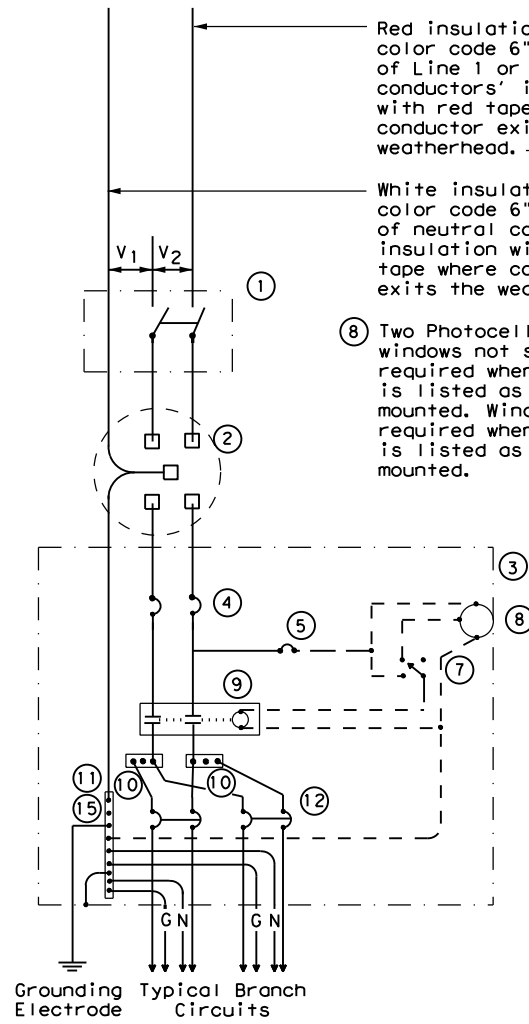 Red insulatio
color code 6"
of Line 1 or
conductors' i
with red tape
conductor exi
weatherhead.
White insulat
color code 6"
of neutral co
insulation wi
tape where co
exits the wea
V1 V2
1
8 Two Photocell
windows not s
required when
is listed as
mounted. Wind
required when
is listed as
mounted.
2
3
4
5
8
7
9
11
10 10
15
12
G N G N
Grounding Typical Branch
Electrode Circuits